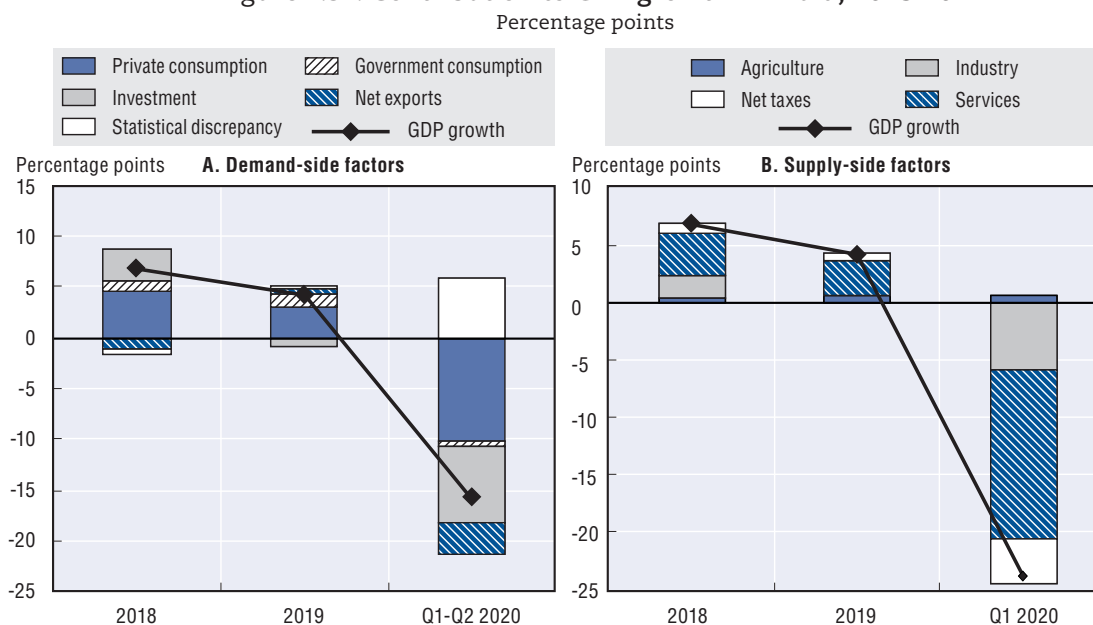 Percentage points
Private consumption
Government consumption
Investment
Net exports
Statistical discrepancy
GDP growth
Agriculture
Industry
Net taxes
Services
GDP growth
Percentage points
A. Demand-side factors
15
10
5
0
-5
-10
-15
-20
-25
2018
2019
Q1-Q2 2020
Percentage points
B. Supply-side factors
10
5
0
-5
-10
-15
-20
-25
2018
2019
Q1 2020